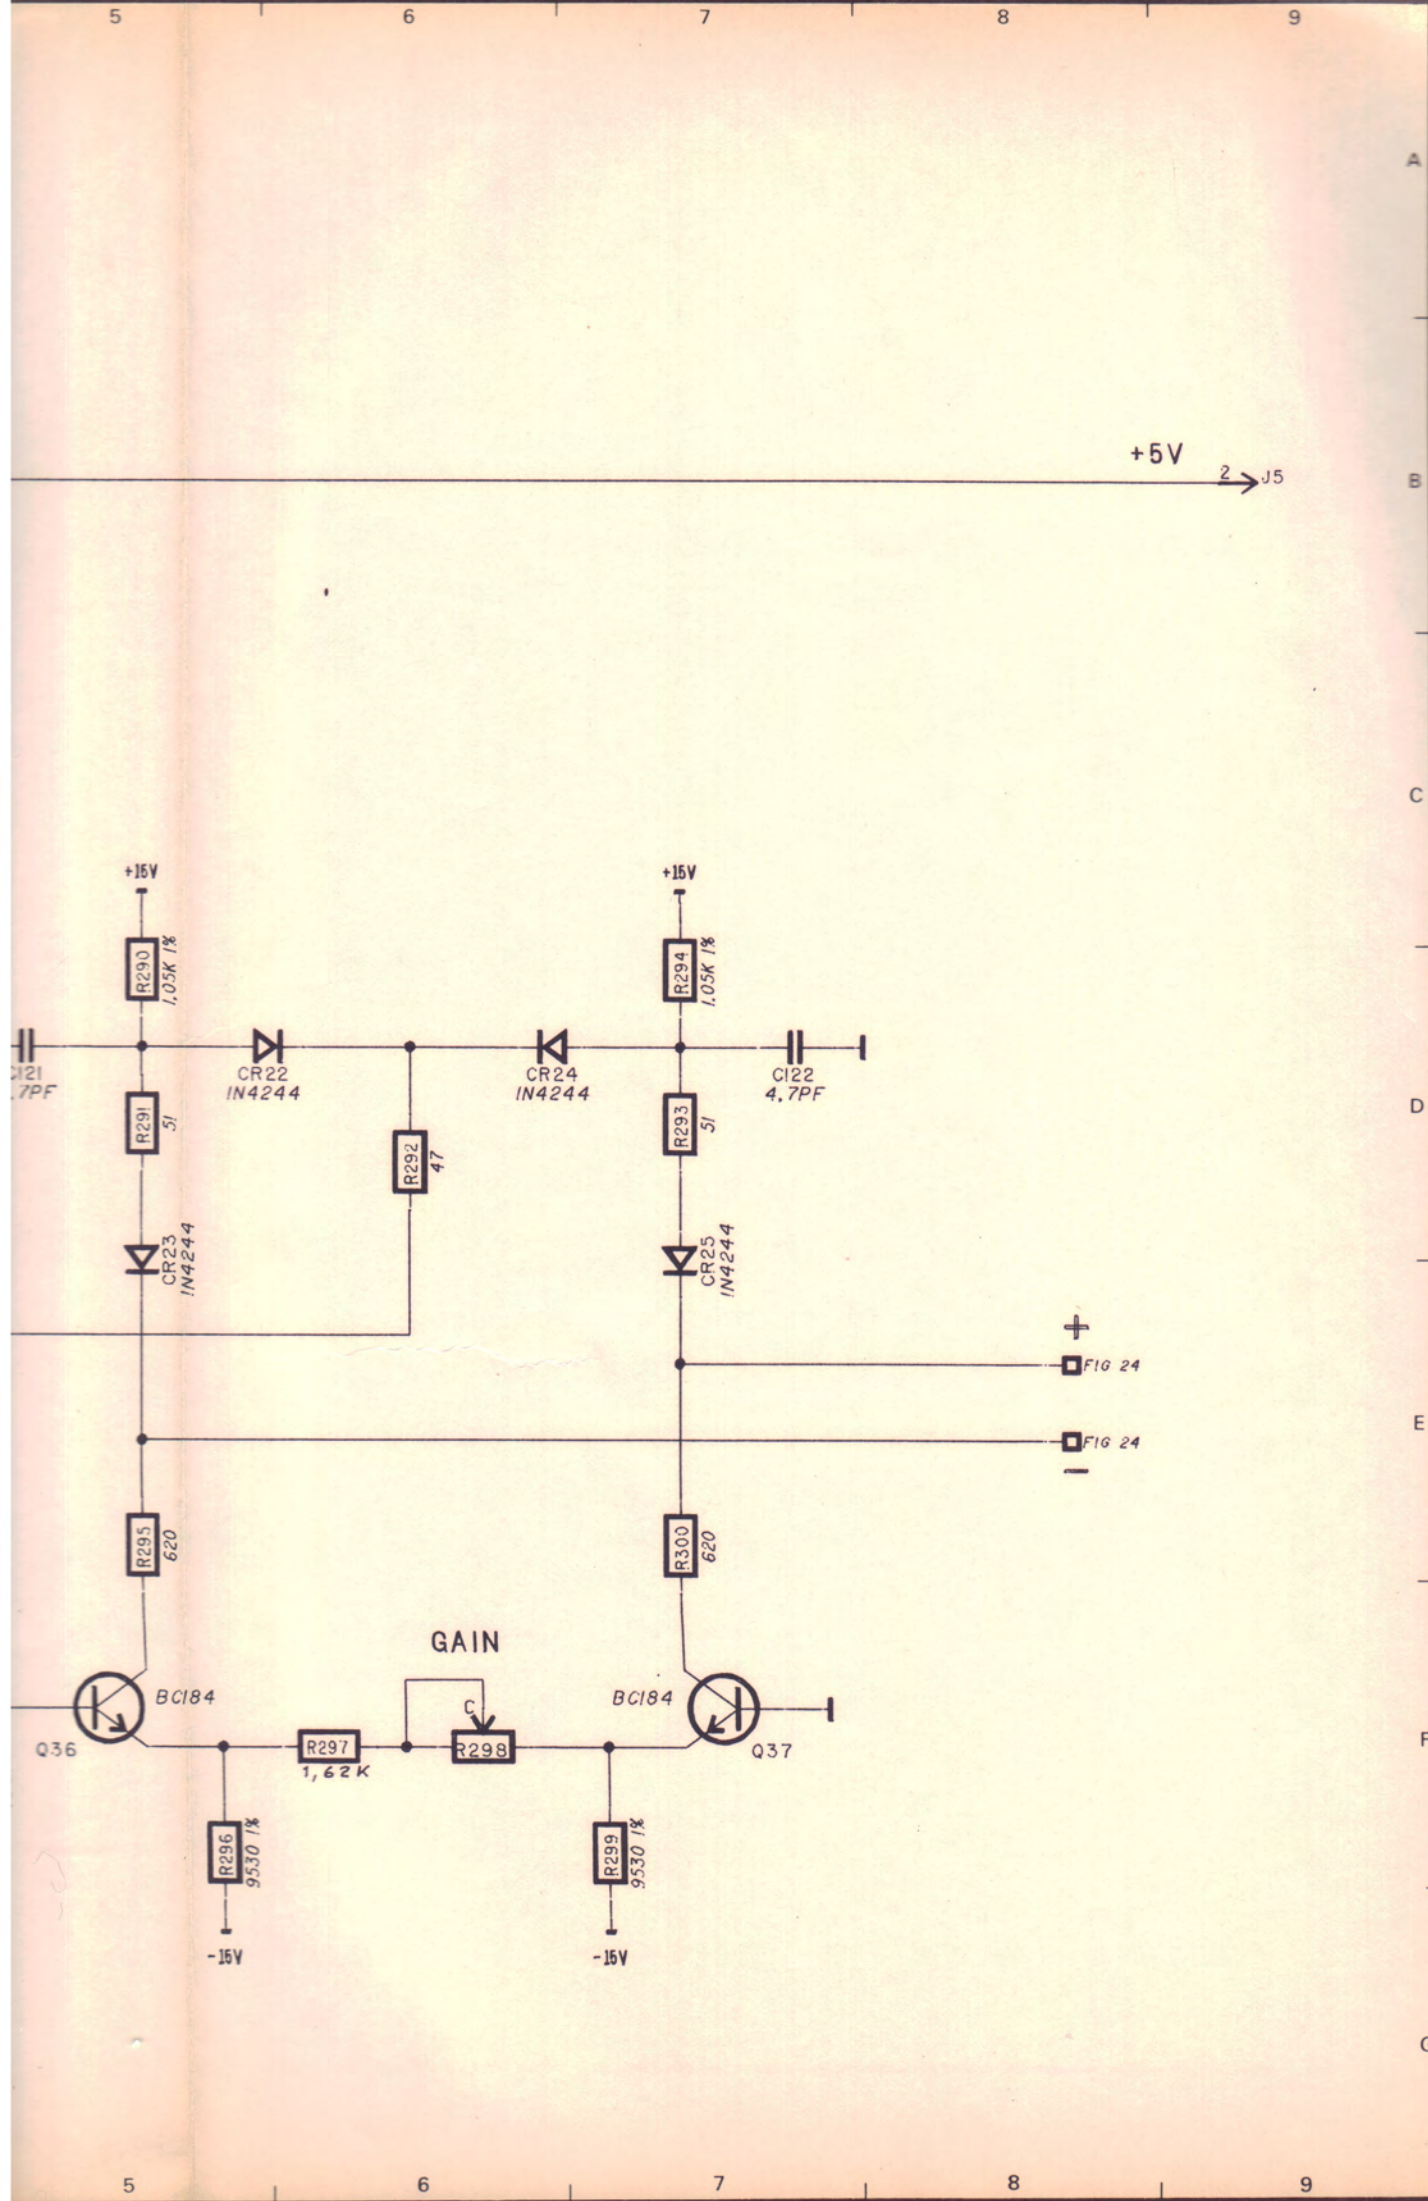 5 6 7 8 9
A
+5V
2 J5
B
C
+15V +15V
R290 1,05K 1%
R294 1,05K 1%
C121
CR22
1N4244
CR24
1N4244
C122
4,7PF
.7PF
D
R291 51
R293 51
R292 47
CR23 1N4244
CR25 1N4244
+
FIG 24
E
FIG 24
−
R295 620
R300 620
GAIN
BC184
BC184
C
Q36
R297
R298
Q37
F
1,62K
R296 9530 1%
R299 9530 1%
-15V -15V
5 6 7 8 9